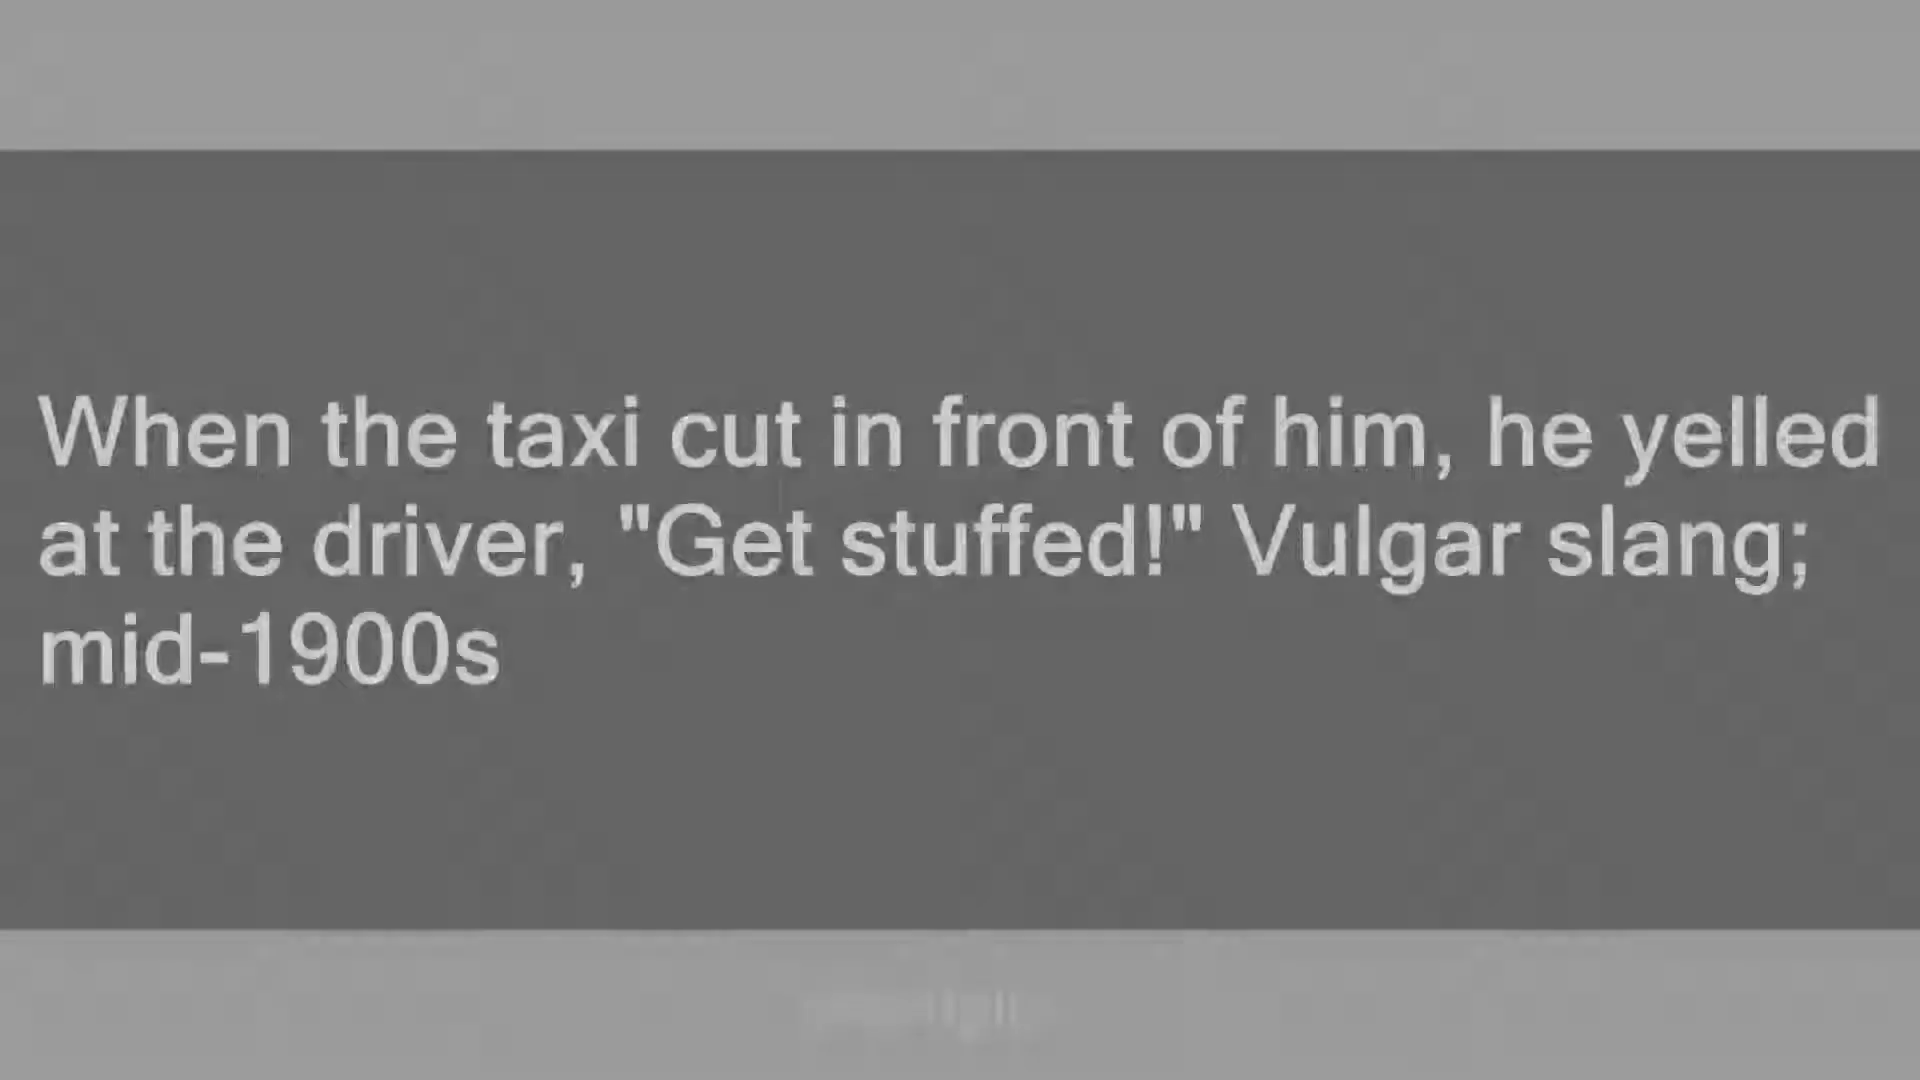 When the taxi cut in front of him, he yelled
at the driver, "Get stuffed!" Vulgar slang;
mid-1900s